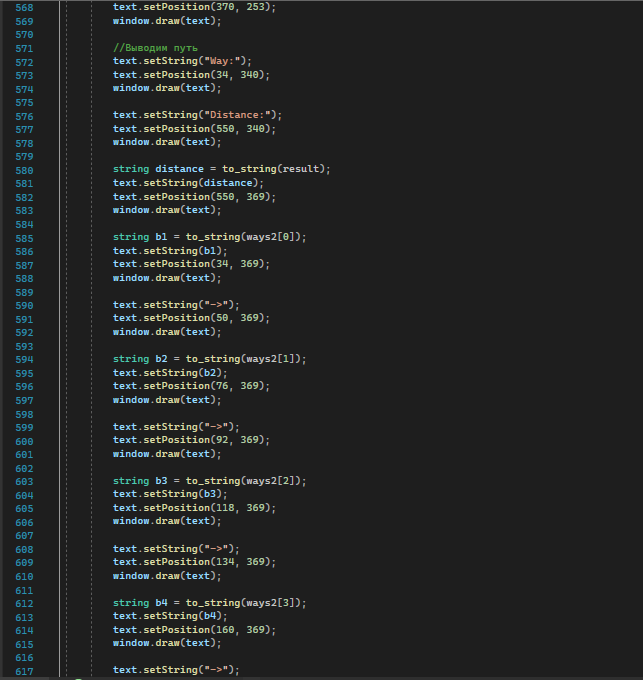 568 text.setPosition(370, 253);
569 window.draw(text);
570
571 //Выводим путь
572 text.setString("Way:");
573 text.setPosition(34, 340);
574 window.draw(text);
575
576 text.setString("Distance:");
577 text.setPosition(550, 340);
578 window.draw(text);
579
580 string distance = to_string(result);
581 text.setString(distance);
582 text.setPosition(550, 369);
583 window.draw(text);
584
585 string b1 = to_string(ways2[0]);
586 text.setString(b1);
587 text.setPosition(34, 369);
588 window.draw(text);
589
590 text.setString("->");
591 text.setPosition(50, 369);
592 window.draw(text);
593
594 string b2 = to_string(ways2[1]);
595 text.setString(b2);
596 text.setPosition(76, 369);
597 window.draw(text);
598
599 text.setString("->");
600 text.setPosition(92, 369);
601 window.draw(text);
602
603 string b3 = to_string(ways2[2]);
604 text.setString(b3);
605 text.setPosition(118, 369);
606 window.draw(text);
607
608 text.setString("->");
609 text.setPosition(134, 369);
610 window.draw(text);
611
612 string b4 = to_string(ways2[3]);
613 text.setString(b4);
614 text.setPosition(160, 369);
615 window.draw(text);
616
617 text.setString("->");